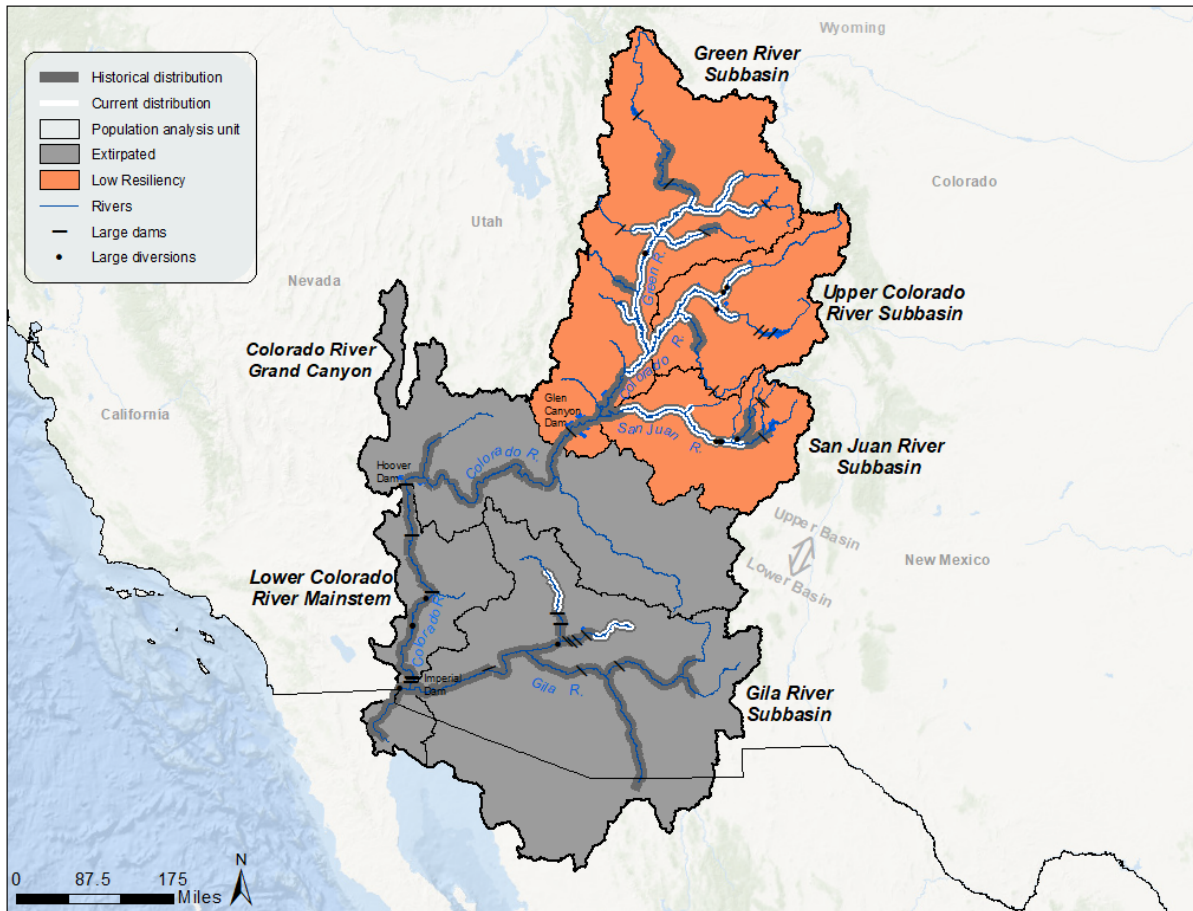 Historical distribution
Current distribution
Population analysis unit
Extirpated
Low Resiliency
Rivers
Large dams
Large diversions
Wyoming
Green River
Subbasin
Colorado
Utah
Nevada
Green R.
Upper Colorado
River Subbasin
Colorado River
Grand Canyon
Colorado R.
California
Glen
Canyon
Dam
San Juan R.
San Juan River
Subbasin
Colorado R.
Hoover
Dam
Upper Basin
Lower Basin
New Mexico
Lower Colorado
River Mainstem
Colorado R.
Imperial
Dam
Gila R.
Gila River
Subbasin
N
0 87.5 175
Miles